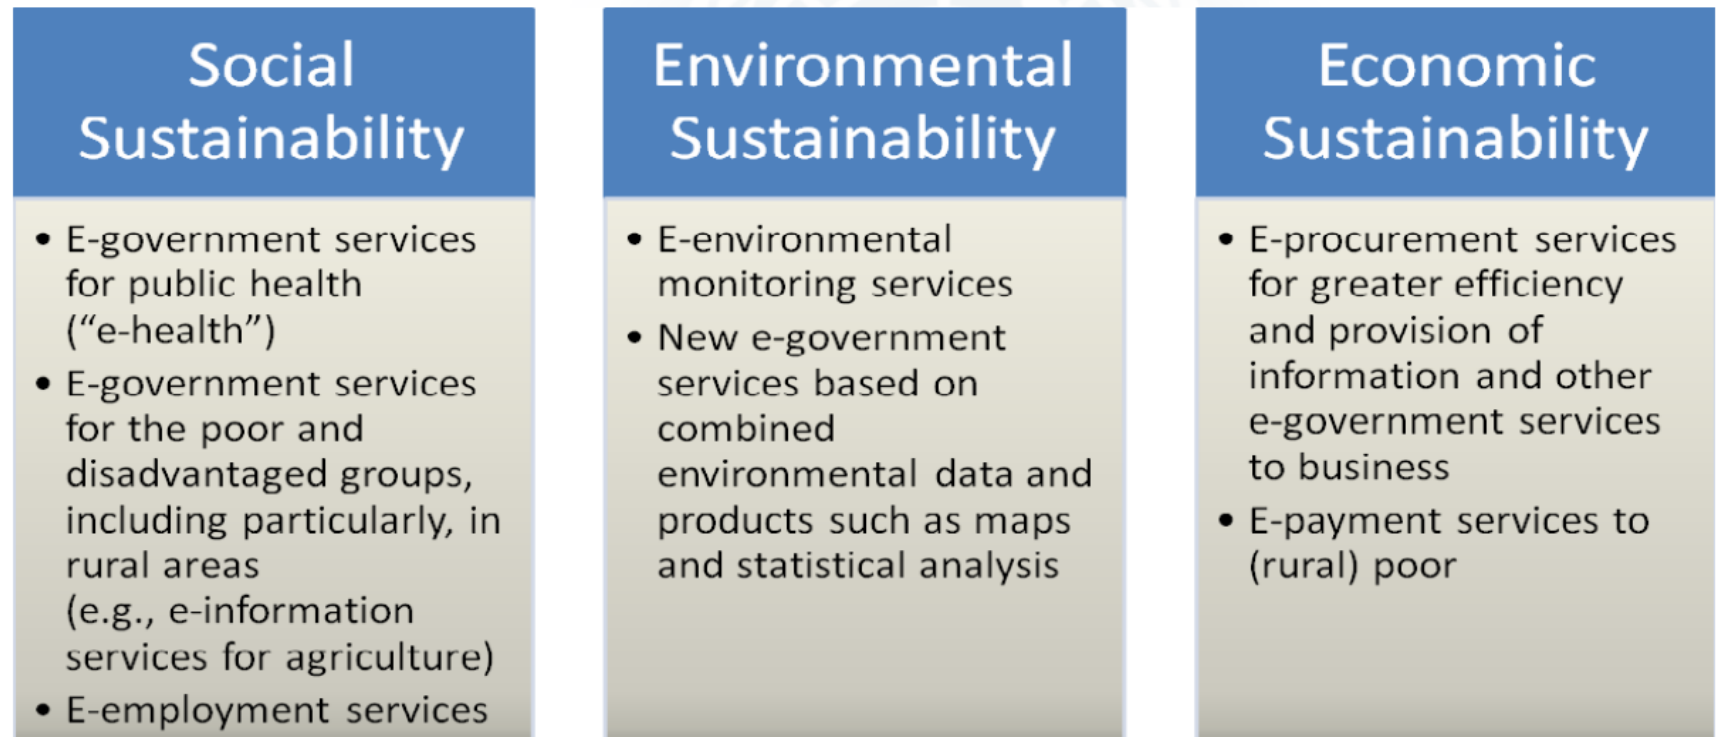 Social
Sustainability
• E-government services
for public health
(“e-health”)
• E-government services
for the poor and
disadvantaged groups,
including particularly, in
rural areas
(e.g., e-information
services for agriculture)
• E-employment services
Environmental
Sustainability
• E-environmental
monitoring services
• New e-government
services based on
combined
environmental data and
products such as maps
and statistical analysis
Economic
Sustainability
• E-procurement services
for greater efficiency
and provision of
information and other
e-government services
to business
• E-payment services to
(rural) poor